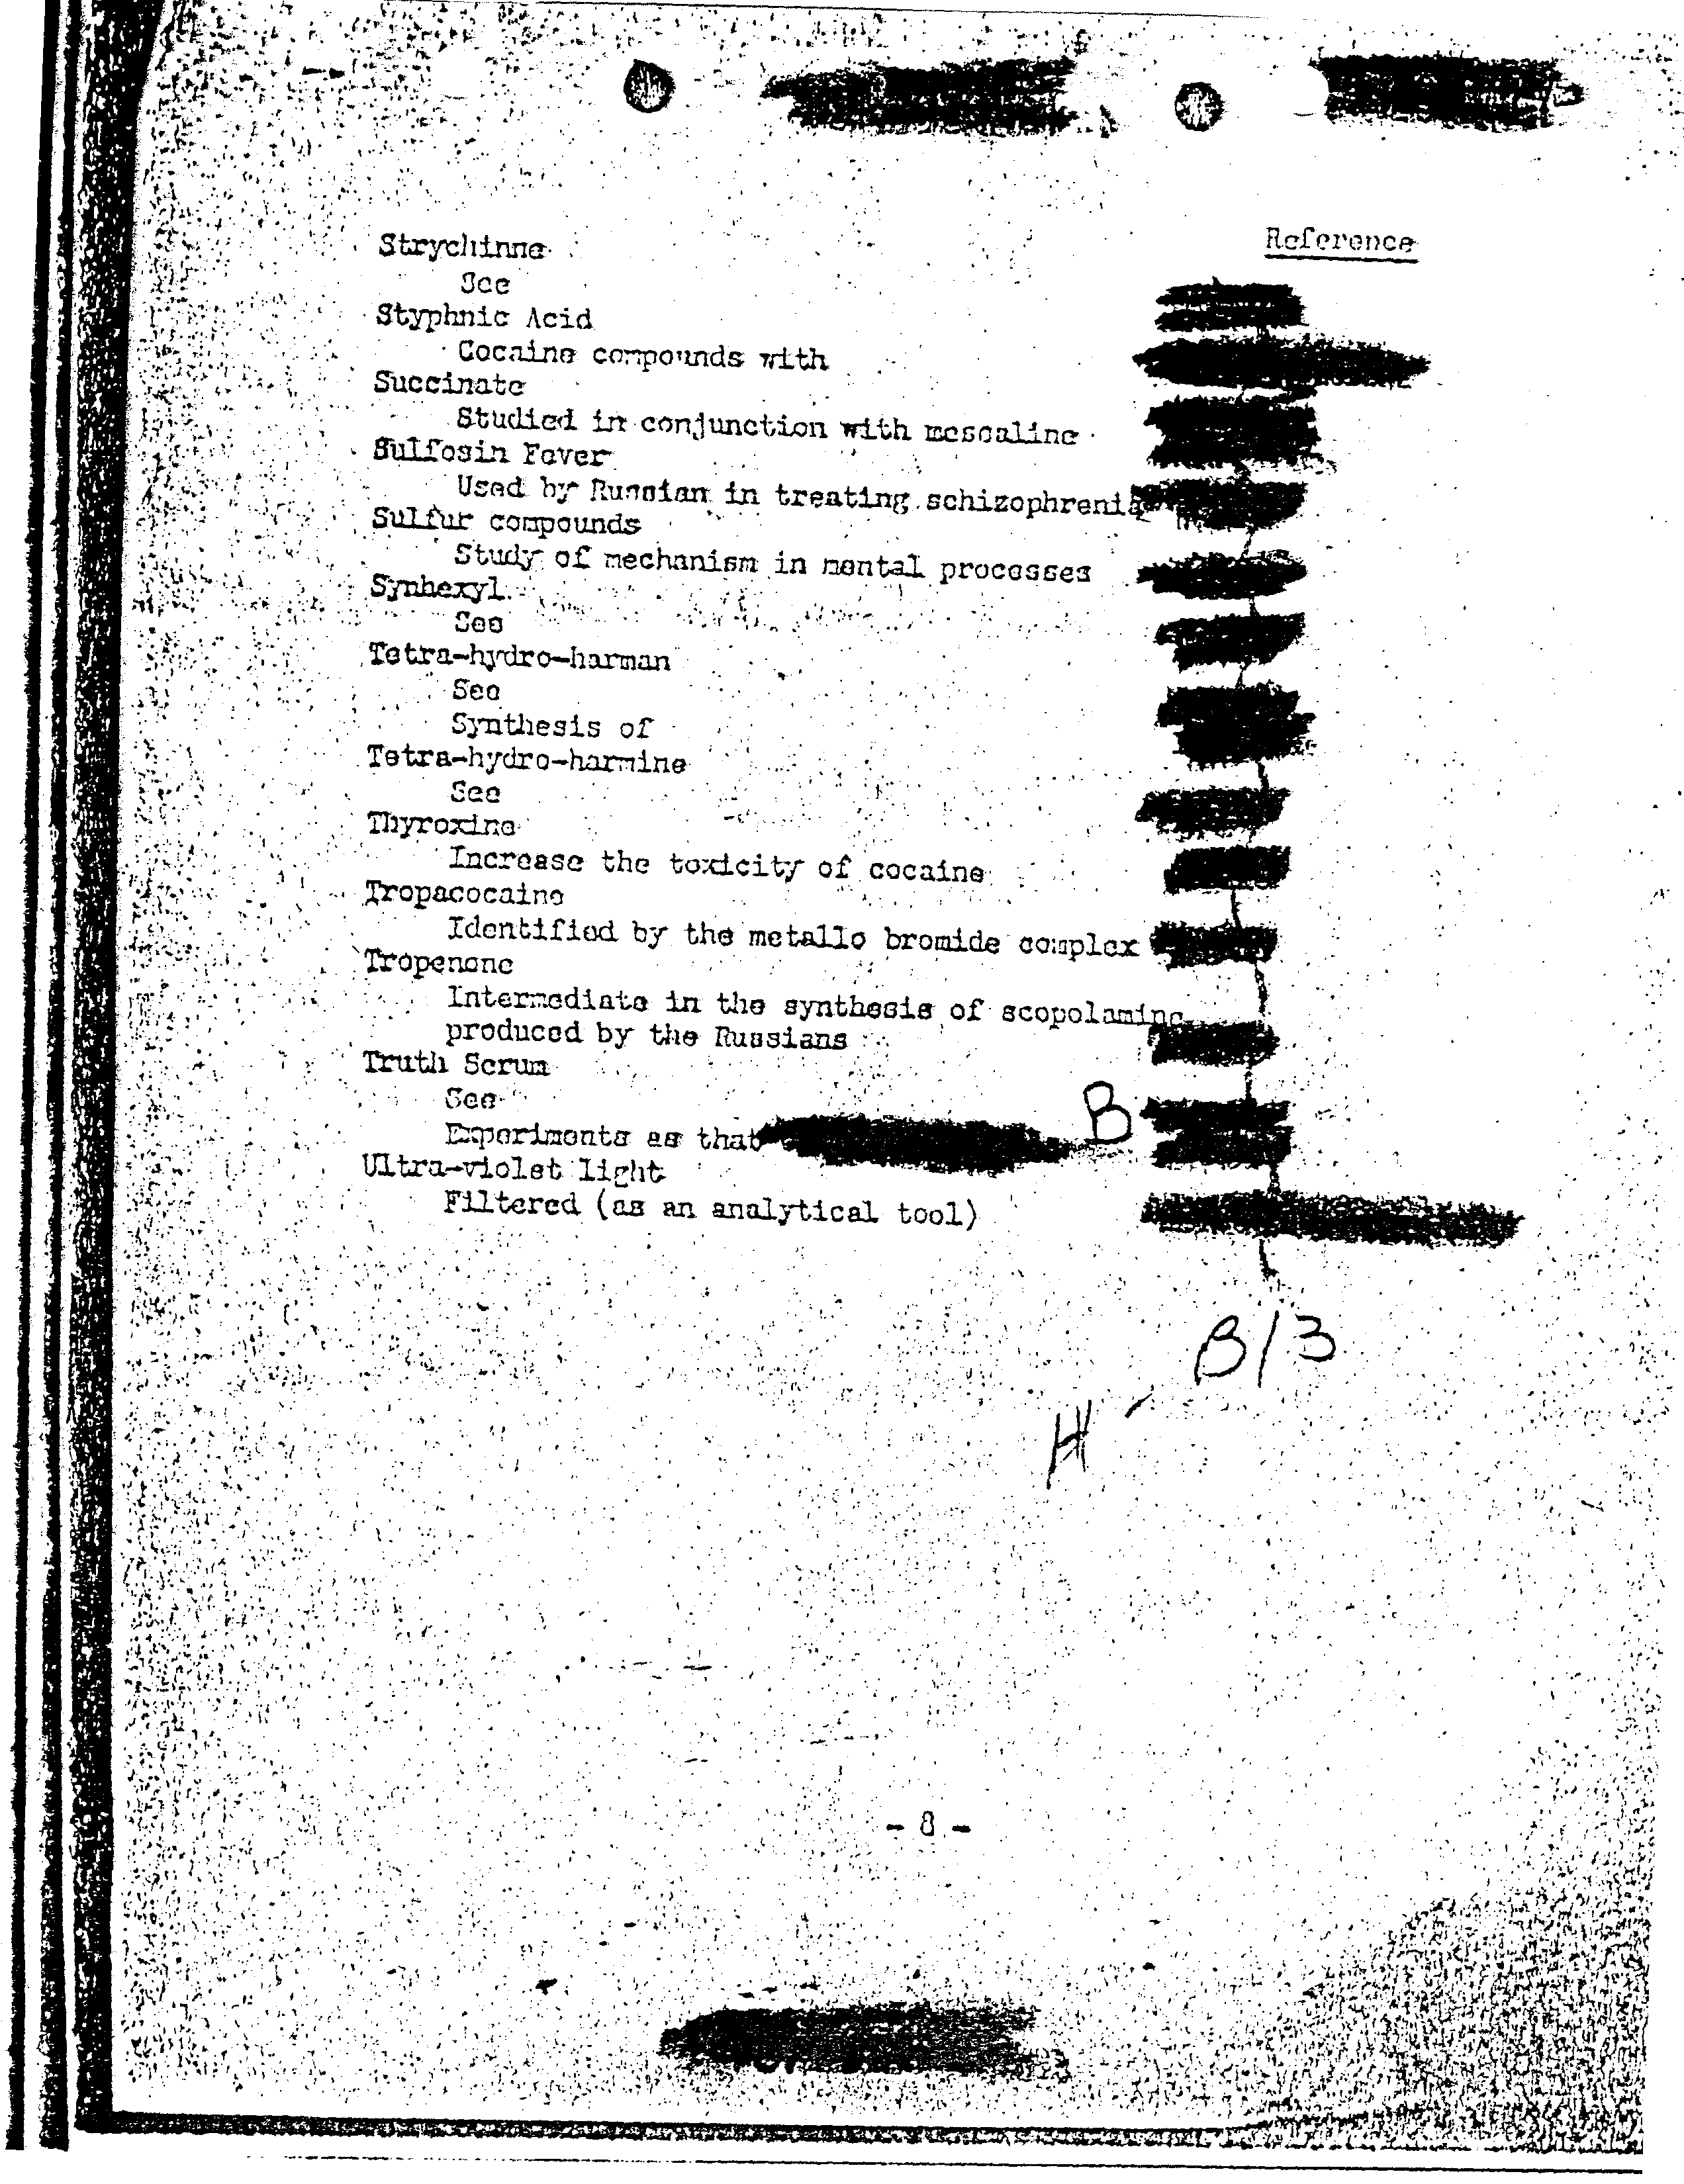 Reference
Strychinne
See
Styphnic Acid
Cocaine compounds with
Succinate
Studied in conjunction with mescaline
Sulfosin Fever
Used by Russian in treating schizophrenia
Sulfur compounds
Study of mechanism in mental processes
Synhexyl
See
Tetra-hydro-harman
See
Synthesis of
Tetra-hydro-harmine
See
Thyroxine
Increase the toxicity of cocaine
Tropacocaine
Identified by the metallo bromide complex
Tropenone
Intermediate in the synthesis of scopolamine
produced by the Russians
Truth Serum
See
Experiments as that B
Ultra-violet light
Filtered (as an analytical tool)
B/3
H
- 8 -